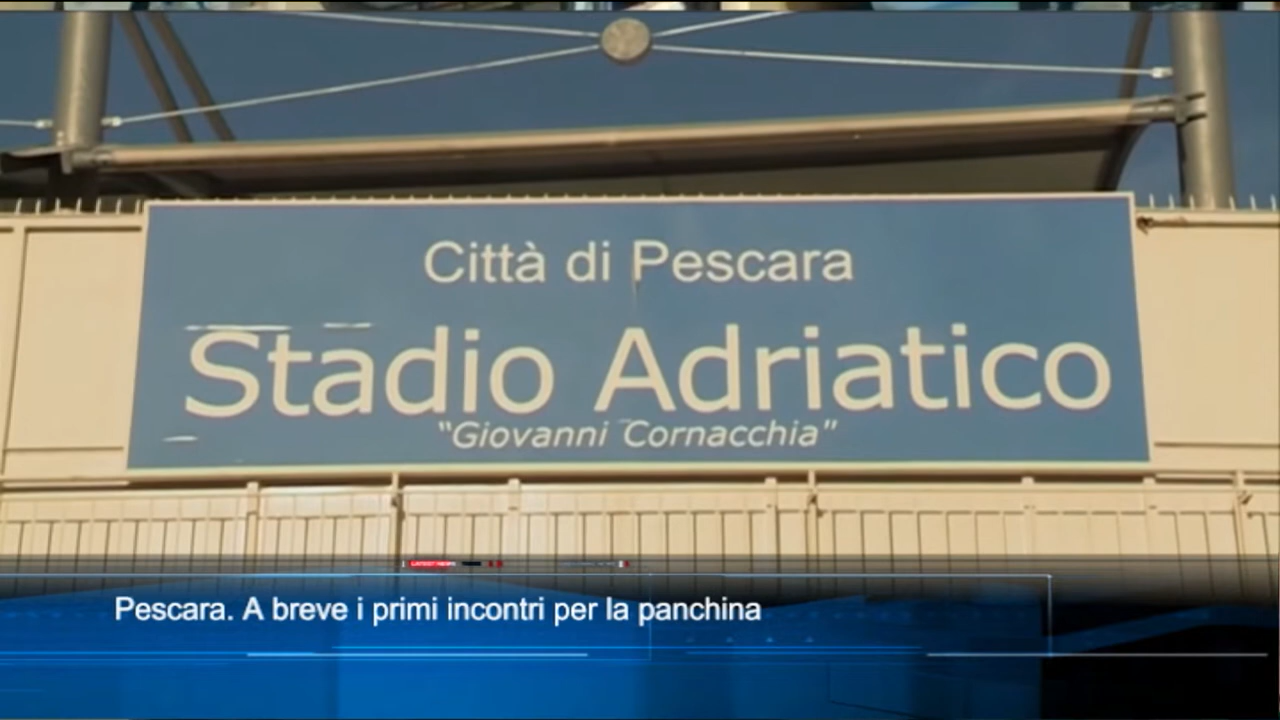 Città di Pescara
Stadio Adriatico
“Giovanni Cornacchia”
Pescara. A breve i primi incontri per la panchina